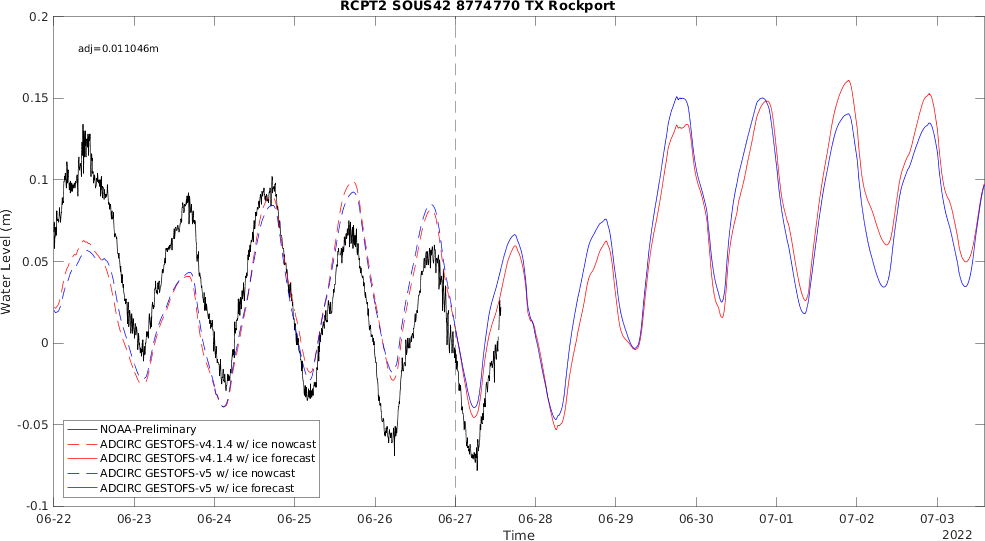 RCPT2 SOUS42 8774770 TX Rockport
0.2
adj=0.011046m
0.15
0.1
0.05
0
-0.05
-0.1
Water Level (m)
NOAA-Preliminary
ADCIRC GESTOFS-v4.1.4 w/ ice nowcast
ADCIRC GESTOFS-v4.1.4 w/ ice forecast
ADCIRC GESTOFS-v5 w/ ice nowcast
ADCIRC GESTOFS-v5 w/ ice forecast
06-22 06-23 06-24 06-25 06-26 06-27 06-28 06-29 06-30 07-01 07-02 07-03
Time
2022